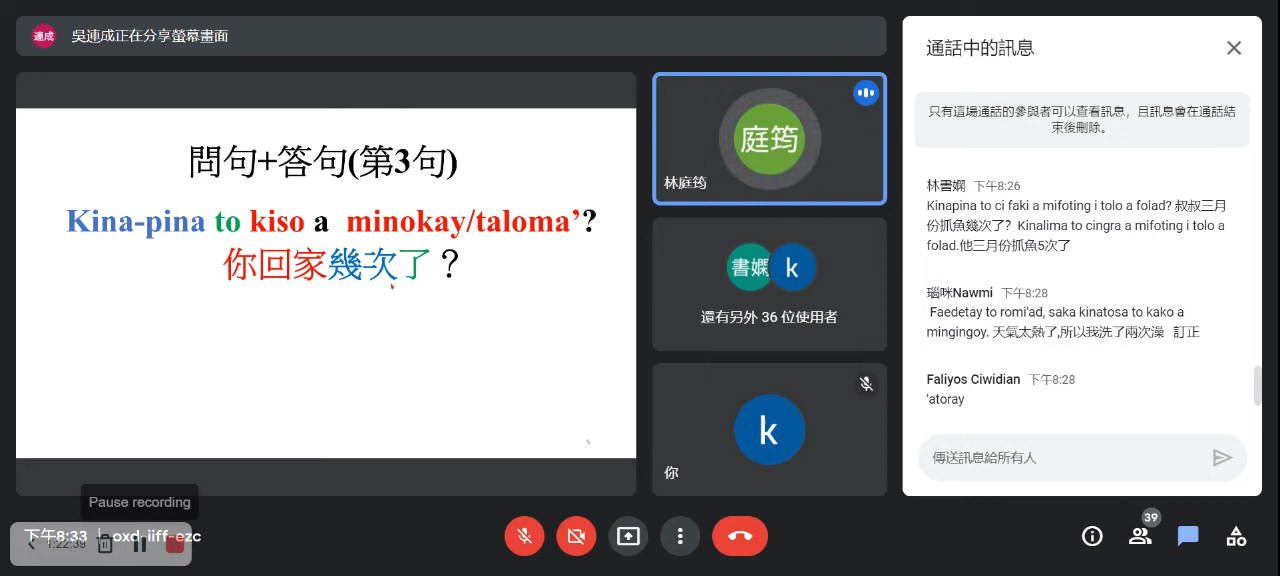 連成 吳連成正在分享螢幕畫面
問句+答句(第3句)
Kina-pina to kiso a minokay/taloma’?
你回家幾次了？
5
庭筠
林庭筠
書嫻 k
還有另外 36 位使用者
k
你
通話中的訊息
只有這場通話的參與者可以查看訊息，且訊息會在通話結
束後刪除。
林書嫻 下午8:26
Kinapina to ci faki a mifoting i tolo a folad? 叔叔三月
份抓魚幾次了? Kinalima to cingra a mifoting i tolo a
folad.他三月份抓魚5次了
瑙咪Nawmi 下午8:28
Faedetay to romi'ad, saka kinatosa to kako a
mingingoy. 天氣太熱了,所以我洗了兩次澡 訂正
Faliyos Ciwidian 下午8:28
'atoray
傳送訊息給所有人
Pause recording
下午8:33 | oxd-iiff-ezc
1:22:39
39